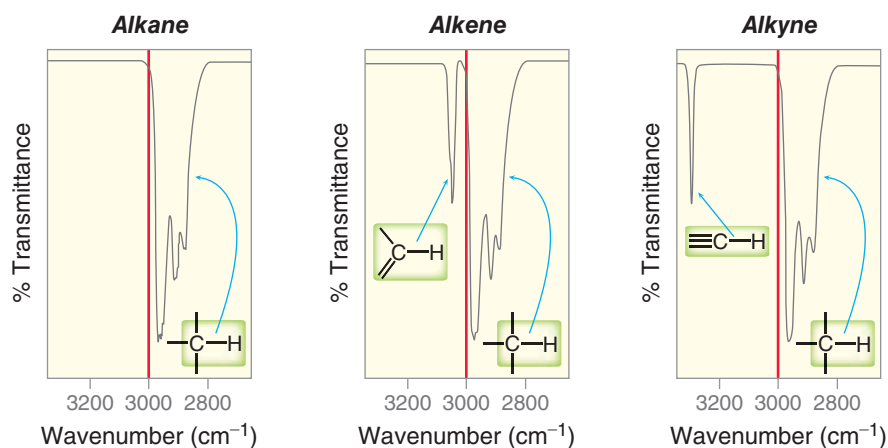 Alkane
Alkene
Alkyne
% Transmittance
C—H
3200 3000 2800
Wavenumber (cm⁻¹)
% Transmittance
C—H
C—H
3200 3000 2800
Wavenumber (cm⁻¹)
% Transmittance
≡C—H
C—H
3200 3000 2800
Wavenumber (cm⁻¹)